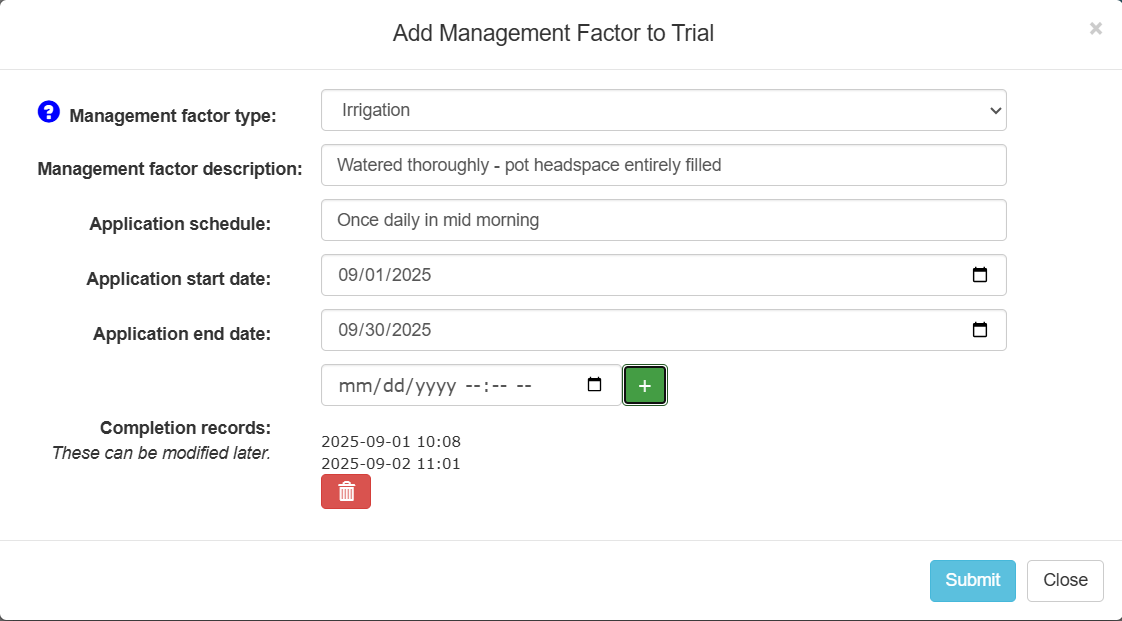 Add Management Factor to Trial
×
? Management factor type: Irrigation
Management factor description: Watered thoroughly - pot headspace entirely filled
Application schedule: Once daily in mid morning
Application start date: 09/01/2025
Application end date: 09/30/2025
mm/dd/yyyy --:-- -- +
Completion records:
These can be modified later.
2025-09-01 10:08
2025-09-02 11:01
Submit Close